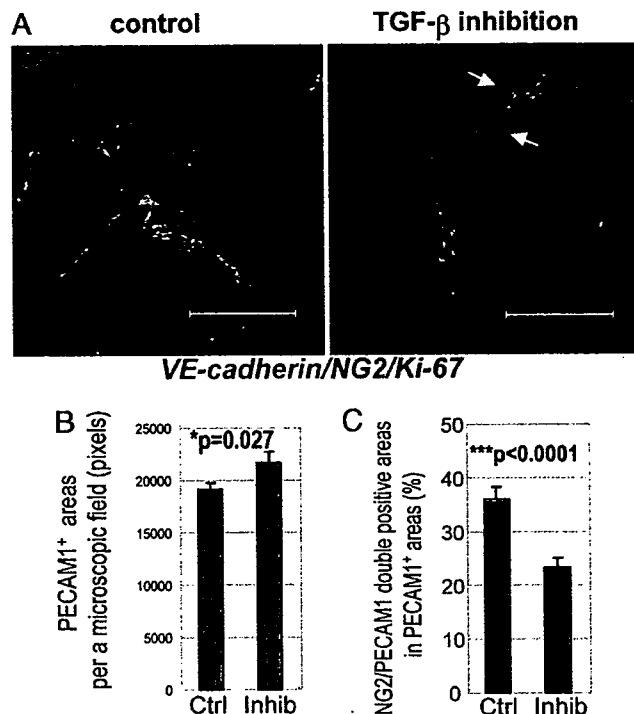 A control TGF-β inhibition
VE-cadherin/NG2/Ki-67
B
PECAM1+ areas
per a microscopic field (pixels)
25000
20000
15000
10000
5000
0
*p=0.027
Ctrl Inhib
C
NG2/PECAM1 double positive areas
in PECAM1+ areas (%)
50
40
30
20
10
0
***p<0.0001
Ctrl Inhib